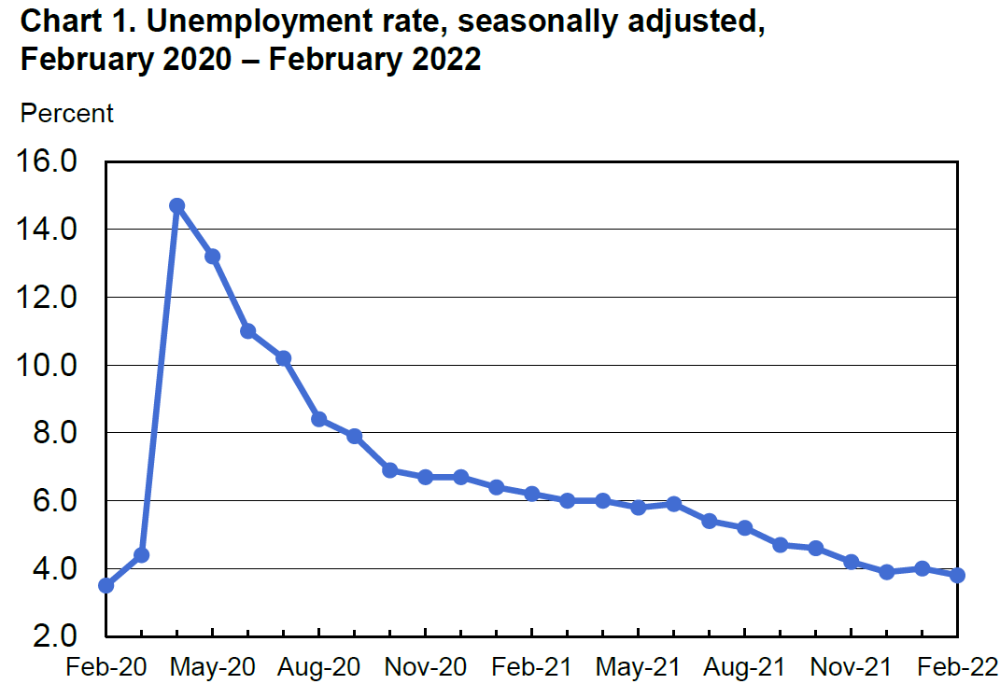 Chart 1. Unemployment rate, seasonally adjusted,
February 2020 – February 2022
Percent
16.0
14.0
12.0
10.0
8.0
6.0
4.0
2.0
Feb-20 May-20 Aug-20 Nov-20 Feb-21 May-21 Aug-21 Nov-21 Feb-22